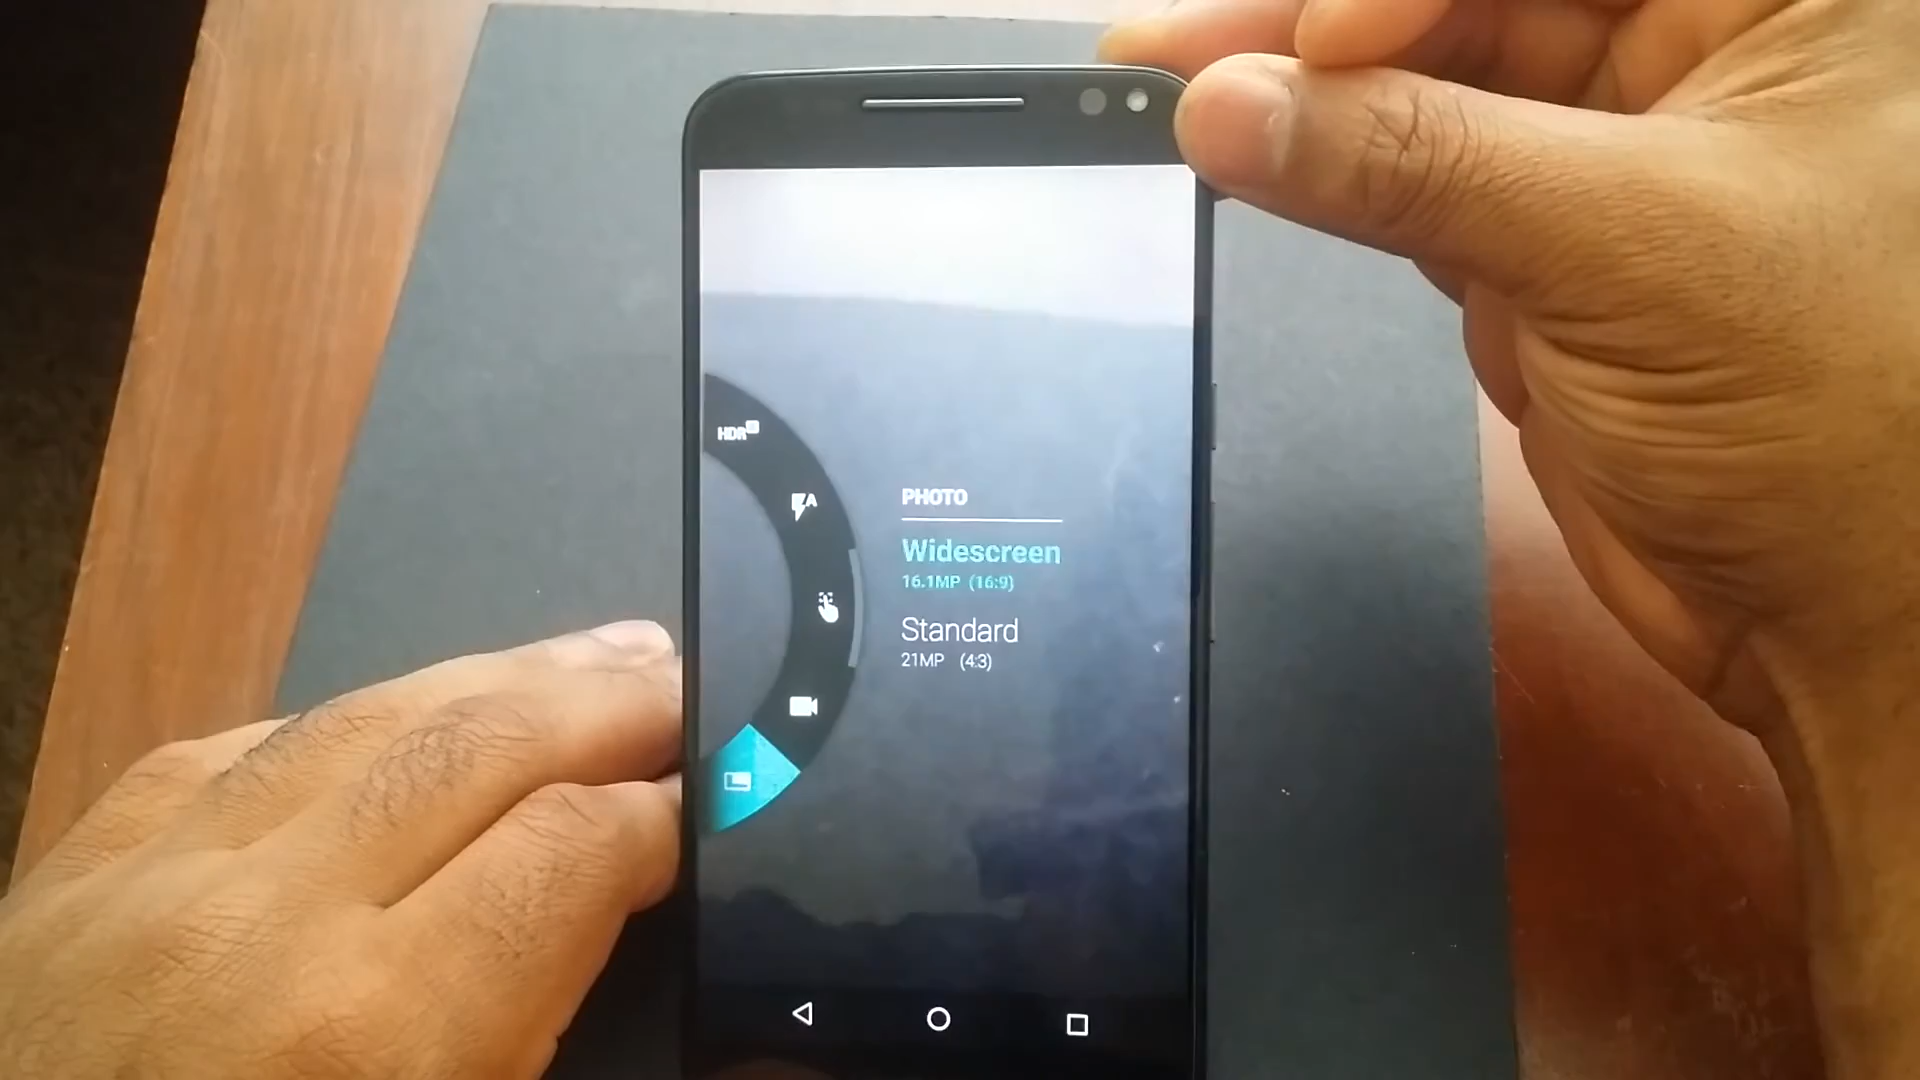 HDR
A
PHOTO
Widescreen
16.1MP (16:9)
Standard
21MP (4:3)